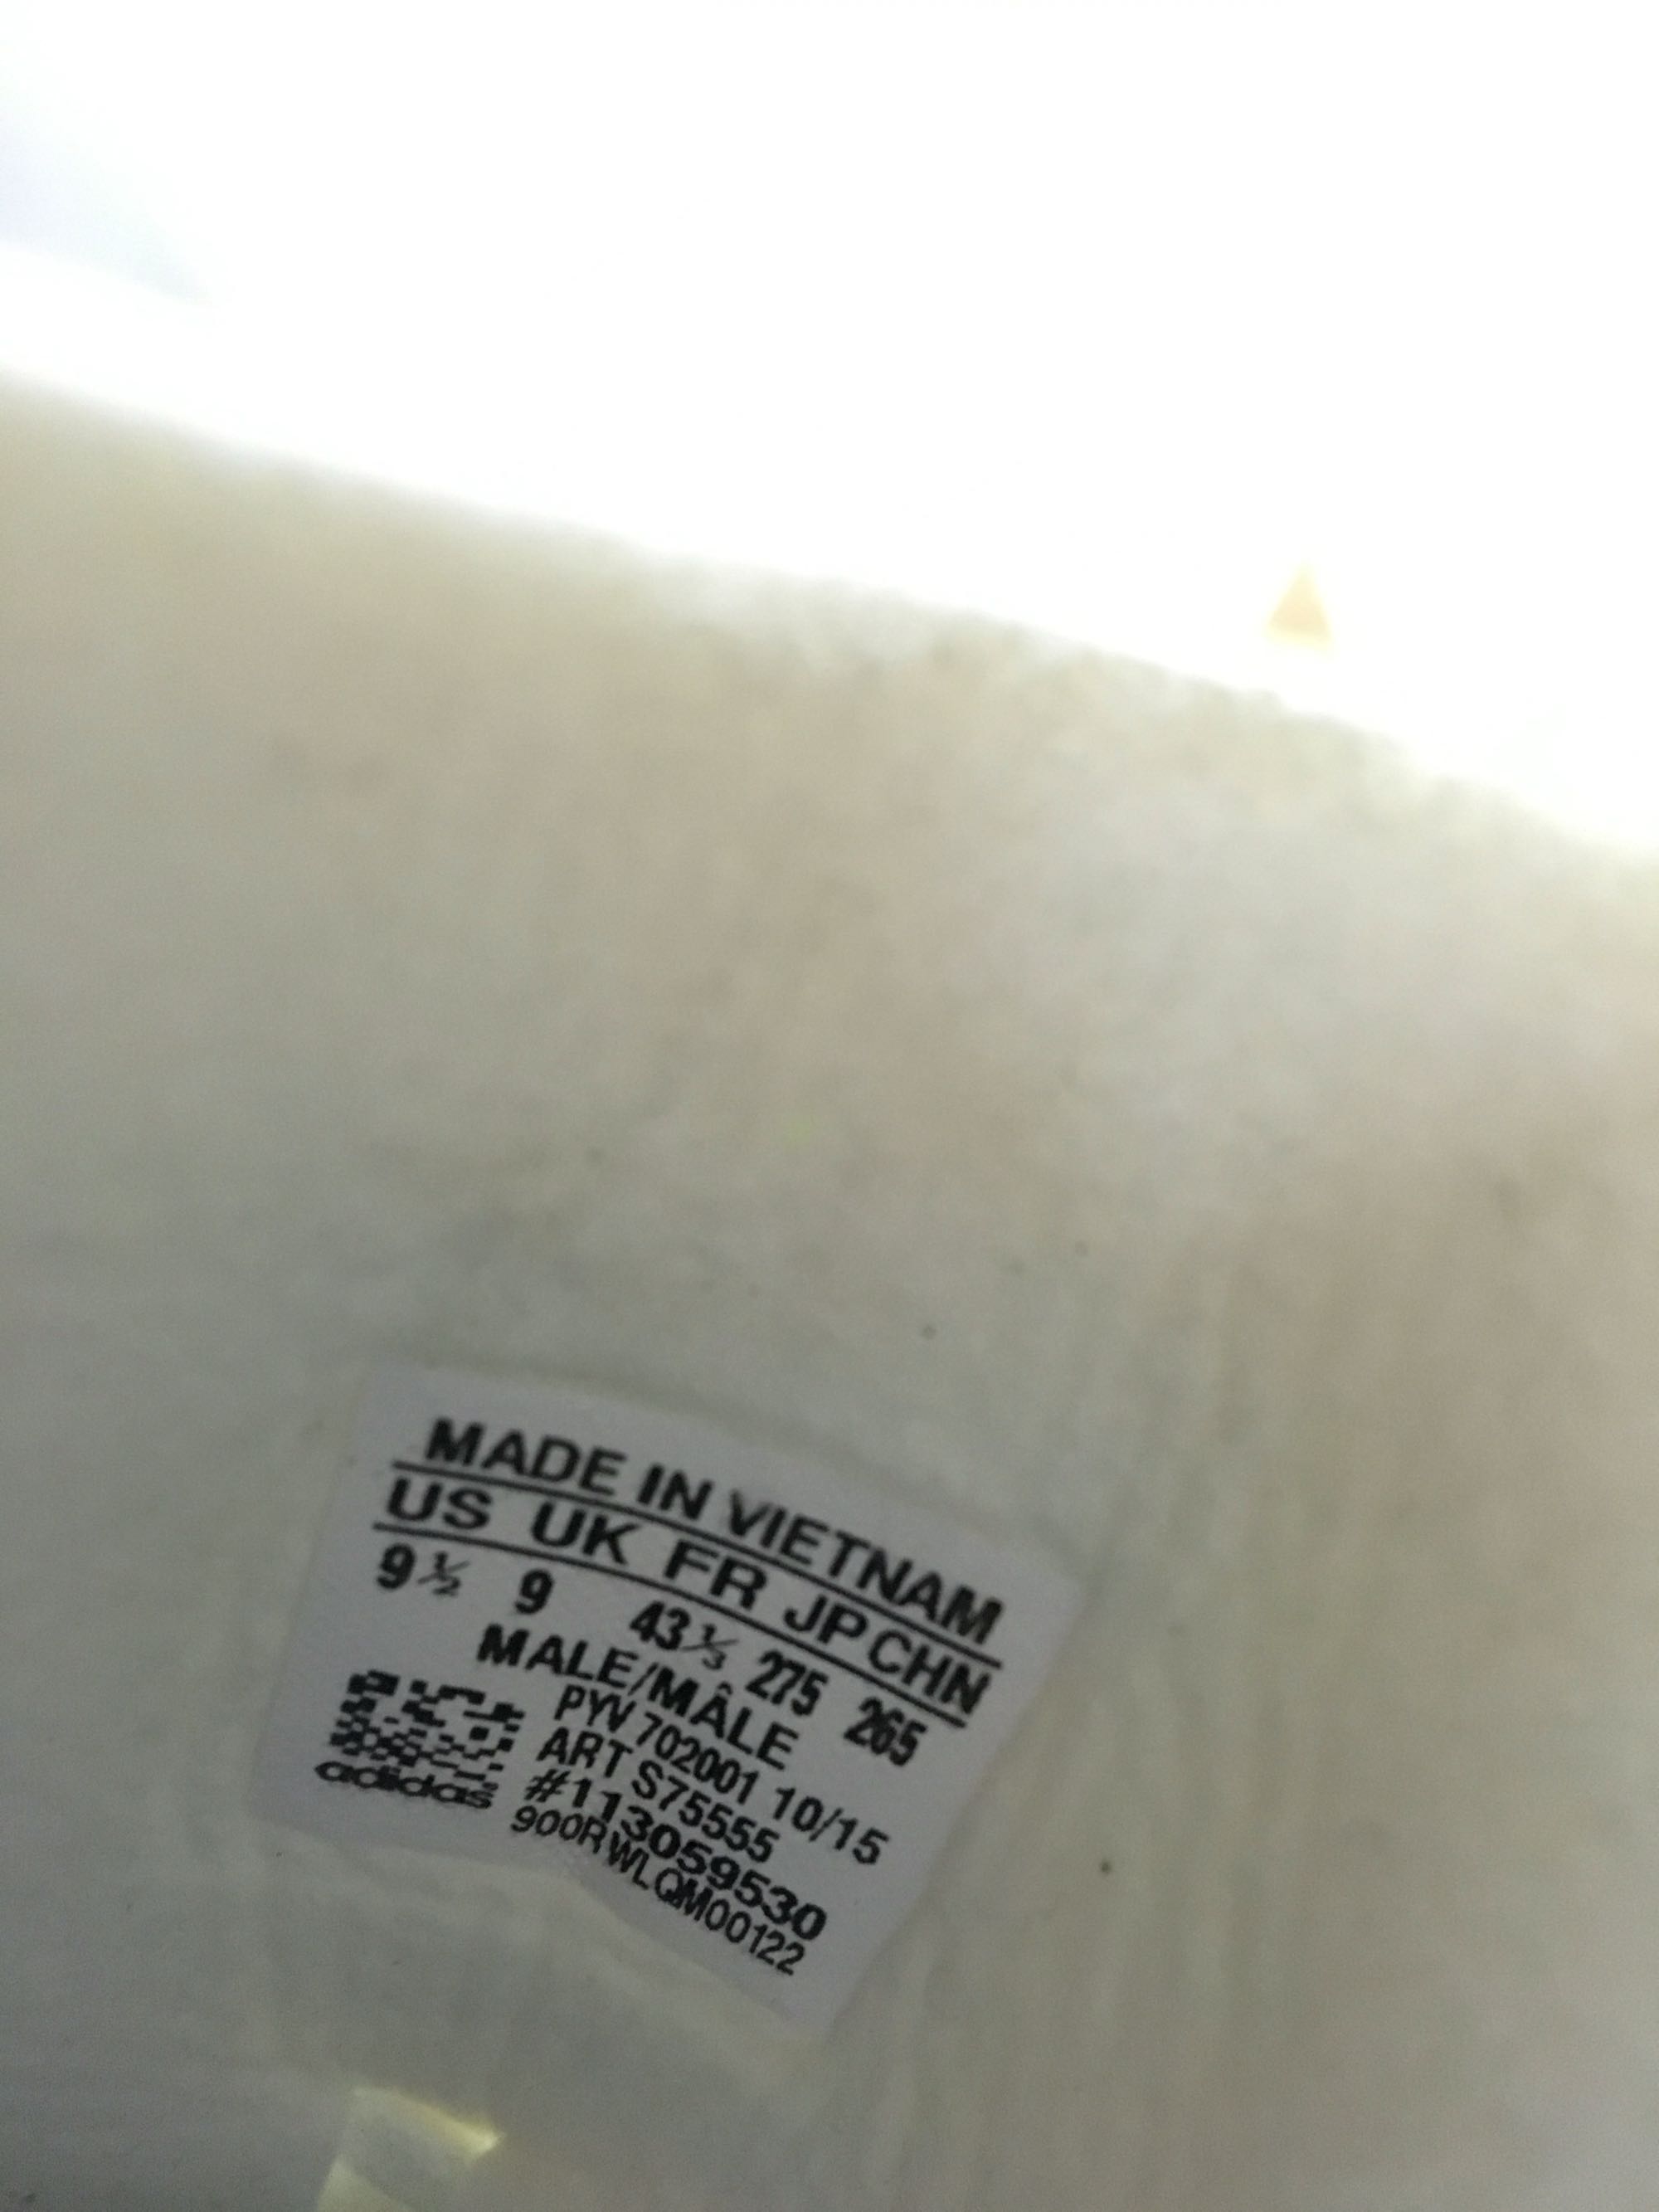 MADE IN VIETNAM
US UK FR JP CHN
9½ 9 43⅓ 275 265
MALE/MÂLE
PYV 702001 10/15
ART S75555
#113059530
adidas 900RWLQM00122